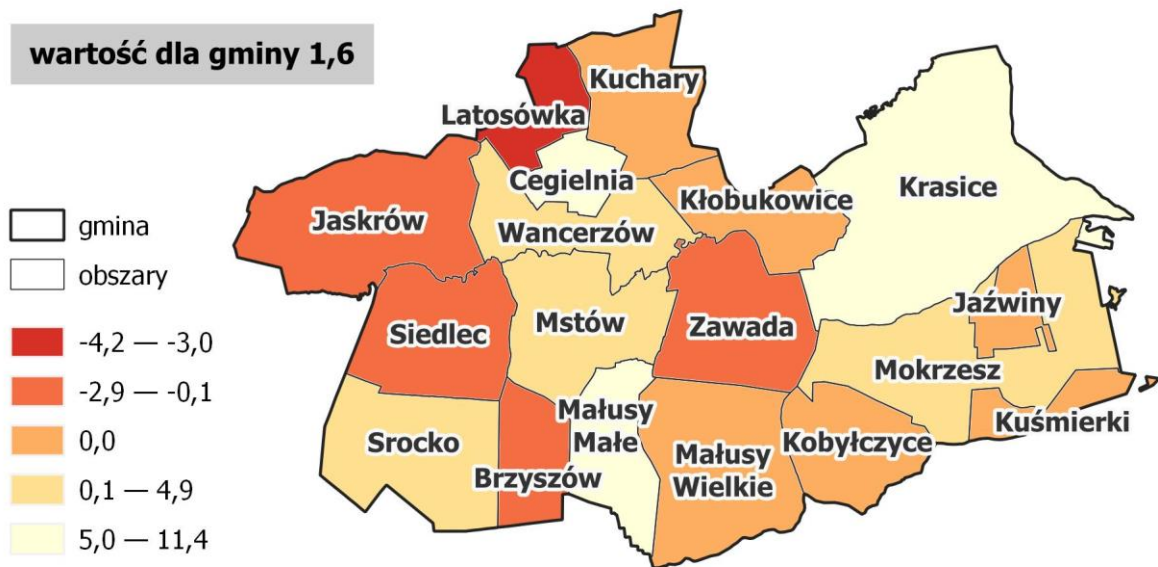 wartość dla gminy 1,6
Kuchary
Latosówka
Cegielnia
Kłobukowice
Krasice
Jaskrów
Wancerzów
gmina
obszary
Jaźwiny
Mstów
Zawada
Siedlec
Mokrzesz
-4,2 — -3,0
-2,9 — -0,1
0,0
0,1 — 4,9
5,0 — 11,4
Małusy
Małe
Kuśmierki
Srocko
Kobyłczyce
Małusy
Wielkie
Brzyszów